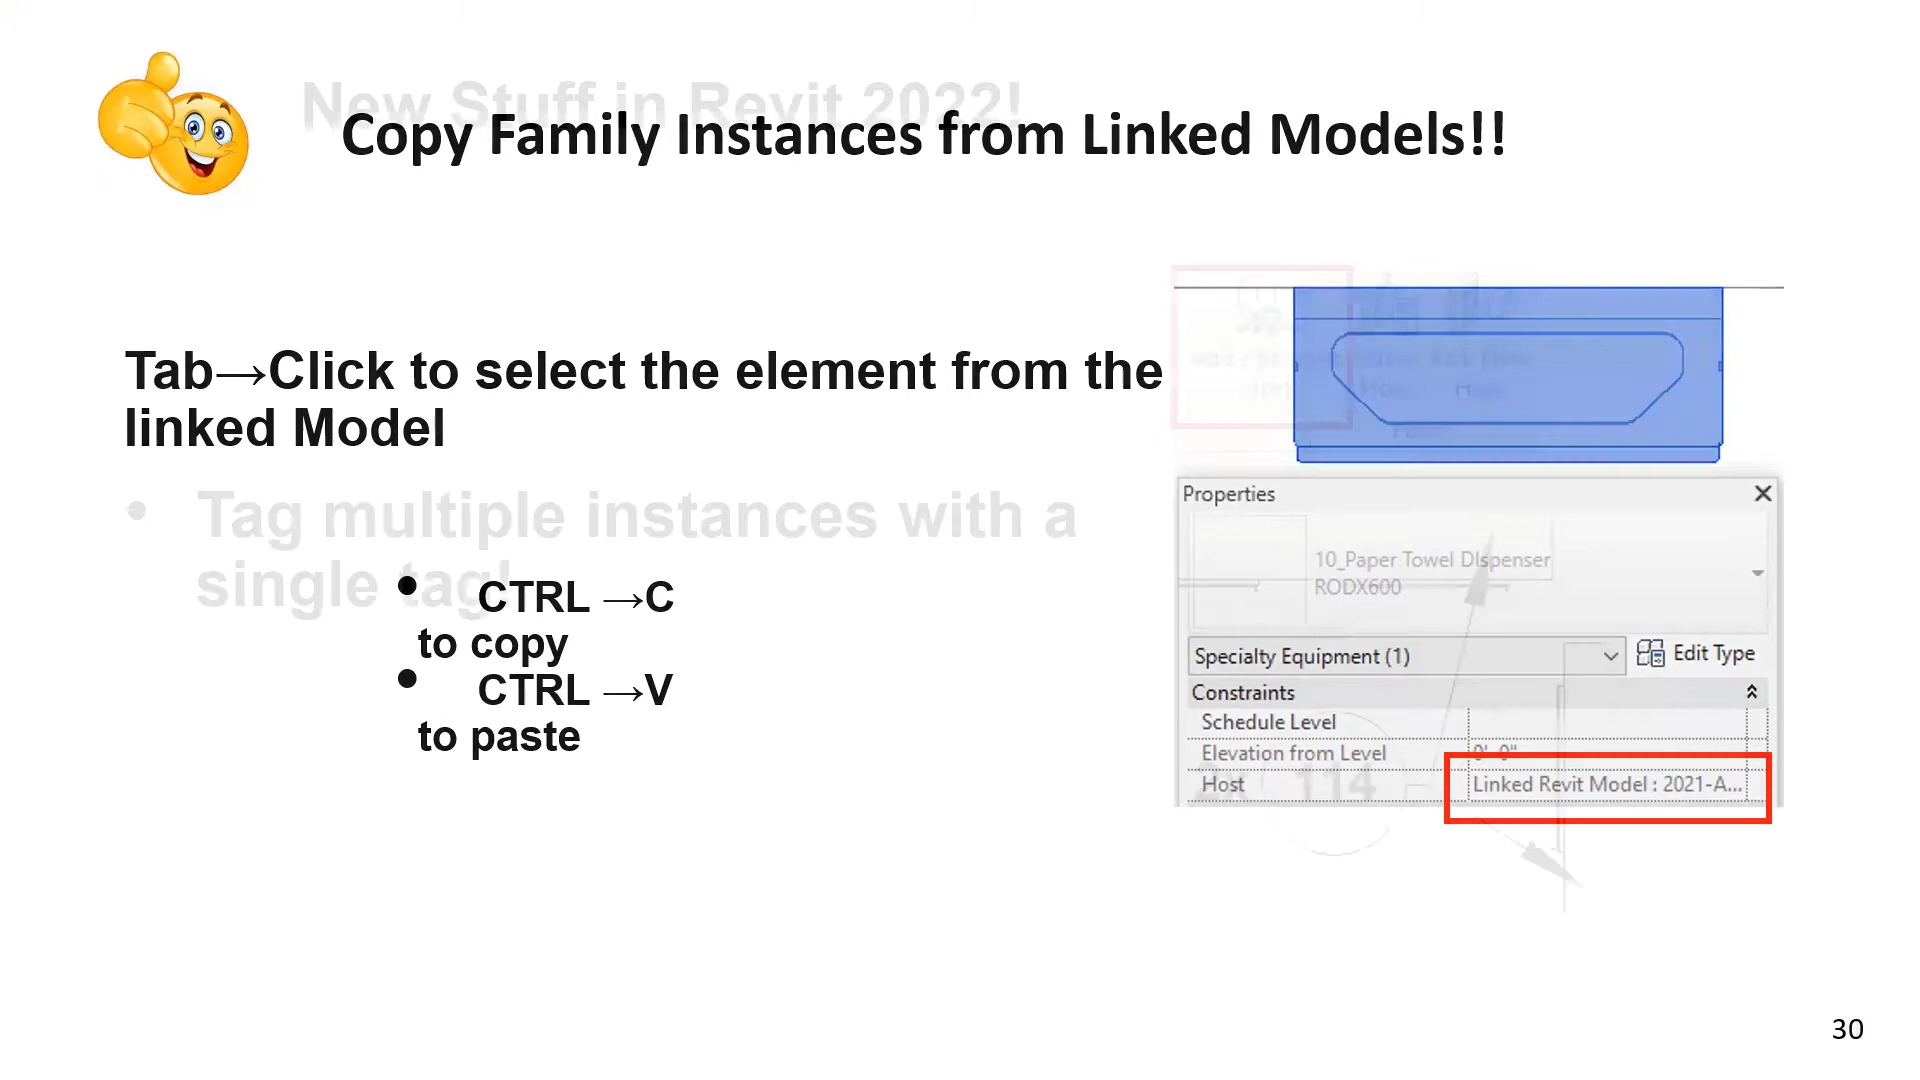 New Stuff in Revit 2022!
Copy Family Instances from Linked Models!!
Tab→Click to select the element from the
linked Model
• Tag multiple instances with a
single tag!
• CTRL →C
to copy
• CTRL →V
to paste
Properties
10_Paper Towel DIspenser
RODX600
Specialty Equipment (1)
Edit Type
Constraints
Schedule Level
Elevation from Level 0' 0"
Host Linked Revit Model : 2021-A...
2x 114
30